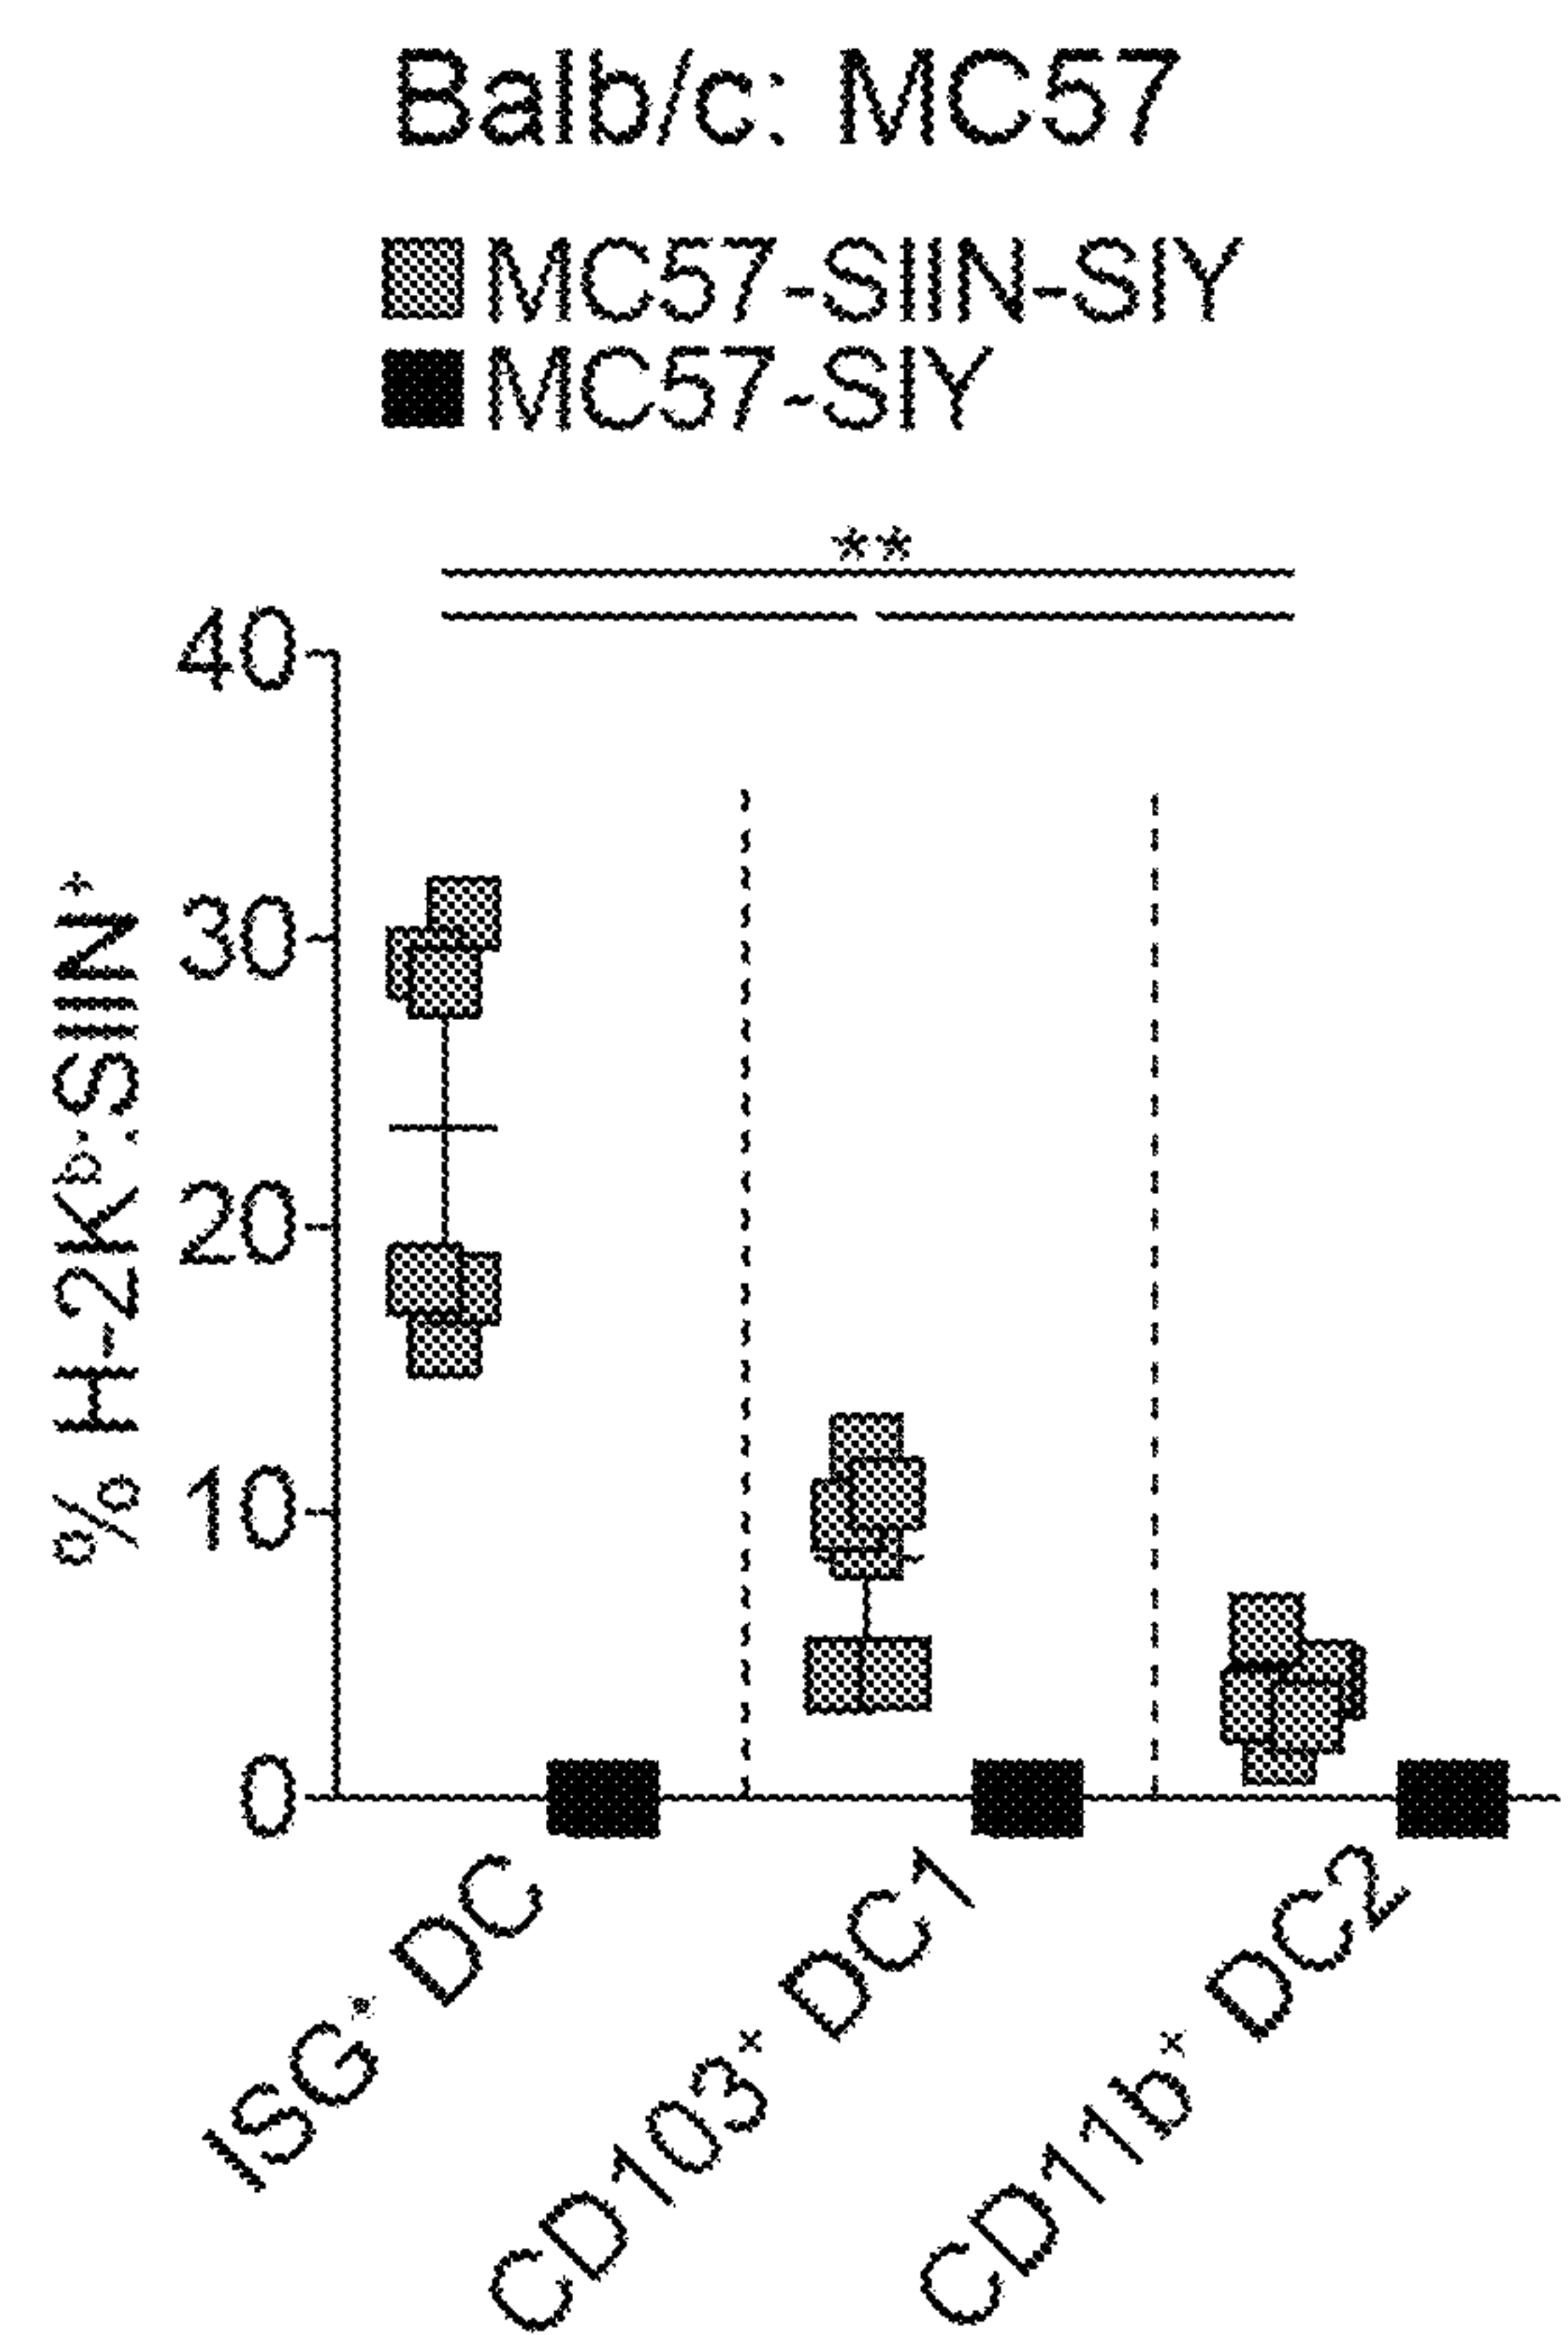 Balb/c: MC57
MC57-SIIN-SIY
MC57-SIY
**
% H-2Kᵇ:SIIN⁺
40
30
20
10
0
ISG⁺ DC
CD103⁺ DC1
CD11b⁺ DC2